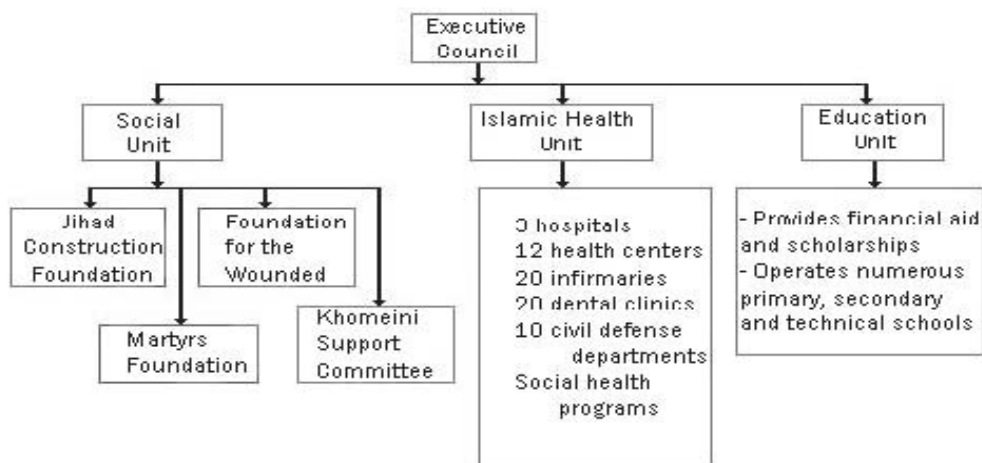 Executive
Council
Social
Unit
Islamic Health
Unit
Education
Unit
Jihad
Construction
Foundation
Foundation
for the
Wounded
Martyrs
Foundation
Khomeini
Support
Committee
3 hospitals
12 health centers
20 infirmaries
20 dental clinics
10 civil defense
departments
Social health
programs
- Provides financial aid
and scholarships
- Operates numerous
primary, secondary
and technical schools